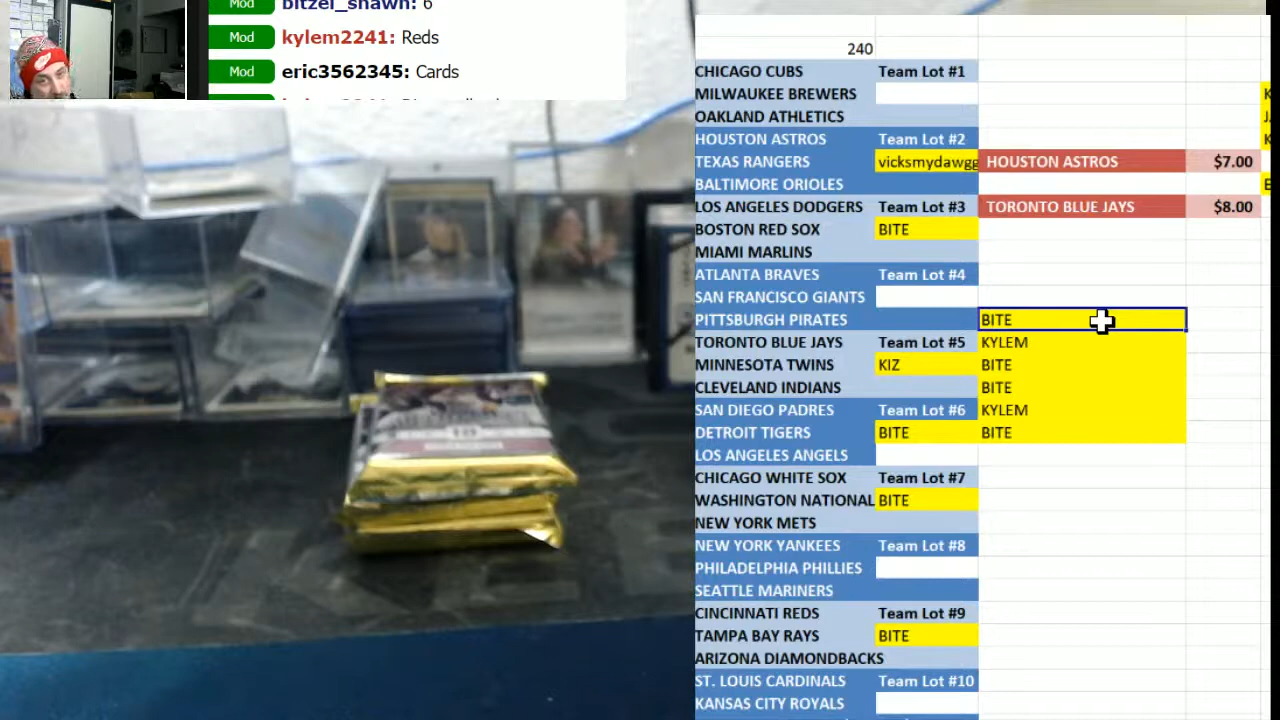 Mod bitzel_shawn: 6
Mod kylem2241: Reds
Mod eric3562345: Cards
240
CHICAGO CUBS Team Lot #1
MILWAUKEE BREWERS
OAKLAND ATHLETICS
HOUSTON ASTROS Team Lot #2
TEXAS RANGERS vicksmydawgg HOUSTON ASTROS $7.00
BALTIMORE ORIOLES
LOS ANGELES DODGERS Team Lot #3 TORONTO BLUE JAYS $8.00
BOSTON RED SOX BITE
MIAMI MARLINS
ATLANTA BRAVES Team Lot #4
SAN FRANCISCO GIANTS
PITTSBURGH PIRATES BITE
TORONTO BLUE JAYS Team Lot #5 KYLEM
MINNESOTA TWINS KIZ BITE
CLEVELAND INDIANS BITE
SAN DIEGO PADRES Team Lot #6 KYLEM
DETROIT TIGERS BITE BITE
LOS ANGELS ANGELS
CHICAGO WHITE SOX Team Lot #7
WASHINGTON NATIONAL BITE
NEW YORK METS
NEW YORK YANKEES Team Lot #8
PHILADELPHIA PHILLIES
SEATTLE MARINERS
CINCINNATI REDS Team Lot #9
TAMPA BAY RAYS BITE
ARIZONA DIAMONDBACKS
ST. LOUIS CARDINALS Team Lot #10
KANSAS CITY ROYALS